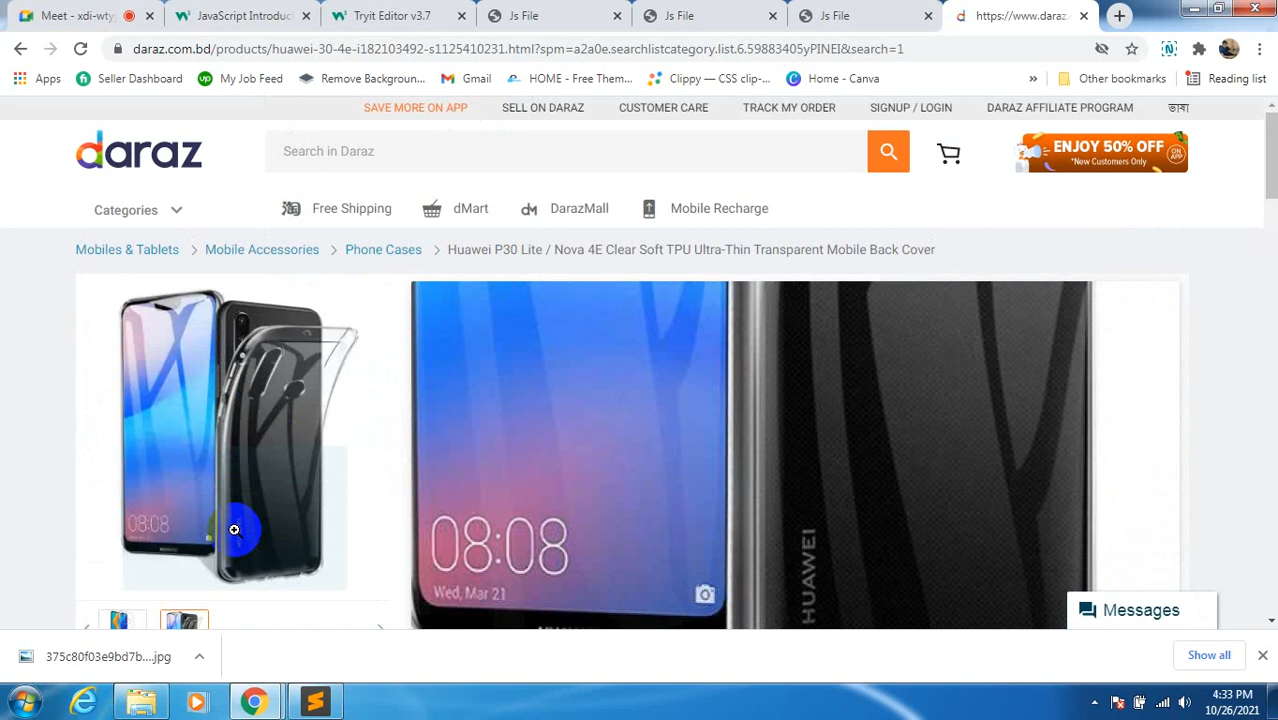 Meet - xdi-wty
JavaScript Introduc
Tryit Editor v3.7
Js File
Js File
Js File
https://www.daraz.
daraz.com.bd/products/huawei-30-4e-i182103492-s1125410231.html?spm=a2a0e.searchlistcategory.list.6.59883405yPINEI&search=1
Apps
Seller Dashboard
My Job Feed
Remove Backgroun...
Gmail
HOME - Free Them...
Clippy — CSS clip-...
Home - Canva
Other bookmarks
Reading list
SAVE MORE ON APP
SELL ON DARAZ
CUSTOMER CARE
TRACK MY ORDER
SIGNUP / LOGIN
DARAZ AFFILIATE PROGRAM
ভাষা
daraz
Search in Daraz
ENJOY 50% OFF
*New Customers Only
ON APP
Categories
Free Shipping
dMart
DarazMall
Mobile Recharge
Mobiles & Tablets
Mobile Accessories
Phone Cases
Huawei P30 Lite / Nova 4E Clear Soft TPU Ultra-Thin Transparent Mobile Back Cover
08:08
08:08
Wed, Mar 21
HUAWEI
Messages
375c80f03e9bd7b....jpg
Show all
4:33 PM
10/26/2021